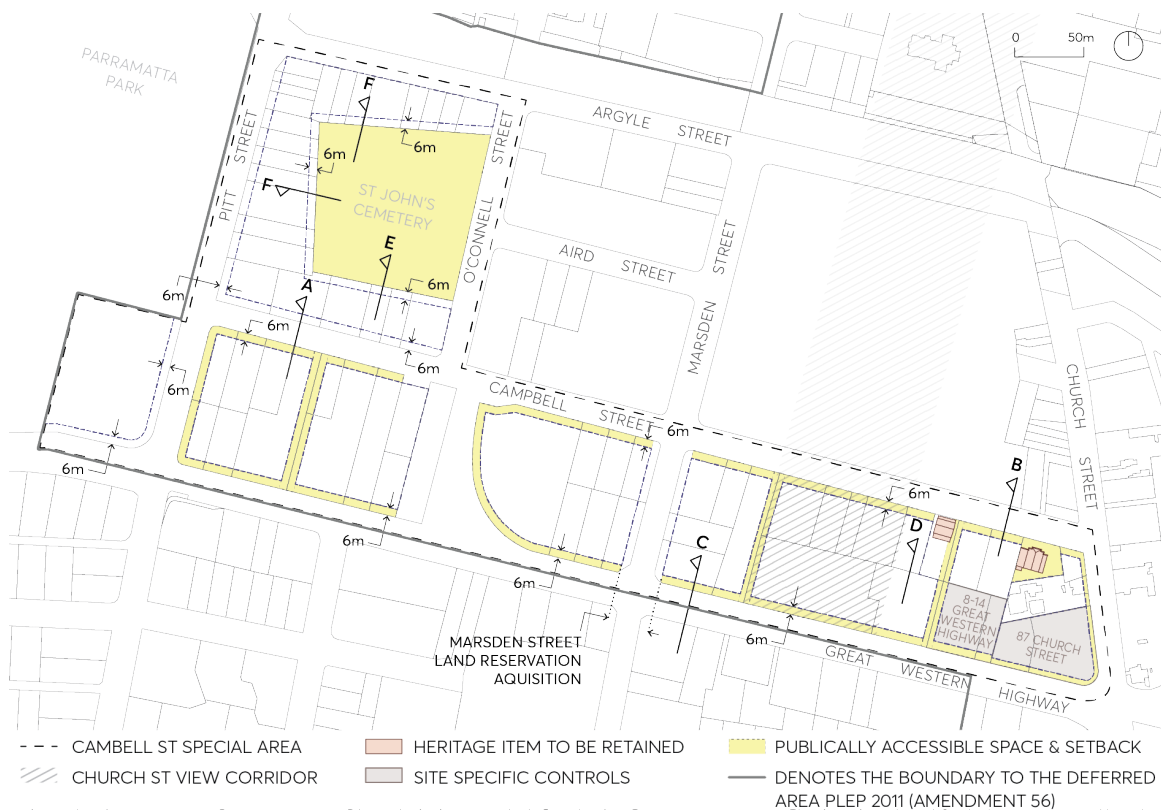 PARRAMATTA
PARK
0
50m
ARGYLE STREET
F
6m
6m
STREET
PITT
STREET
O'CONNELL
F
ST JOHN'S
CEMETERY
E
6m
A
6m
6m
6m
6m
6m
AIRD STREET
STREET
MARSDEN
CHURCH
STREET
CAMPBELL STREET
6m
6m
6m
6m
6m
C
D
B
8-14
GREAT
WESTERN
HIGHWAY
87 CHURCH
STREET
6m
MARSDEN STREET
LAND RESERVATION
AQUISITION
GREAT WESTERN HIGHWAY
CAMBELL ST SPECIAL AREA
CHURCH ST VIEW CORRIDOR
HERITAGE ITEM TO BE RETAINED
SITE SPECIFIC CONTROLS
PUBLICALLY ACCESSIBLE SPACE & SETBACK
DENOTES THE BOUNDARY TO THE DEFERRED
AREA PLEP 2011 (AMENDMENT 56)